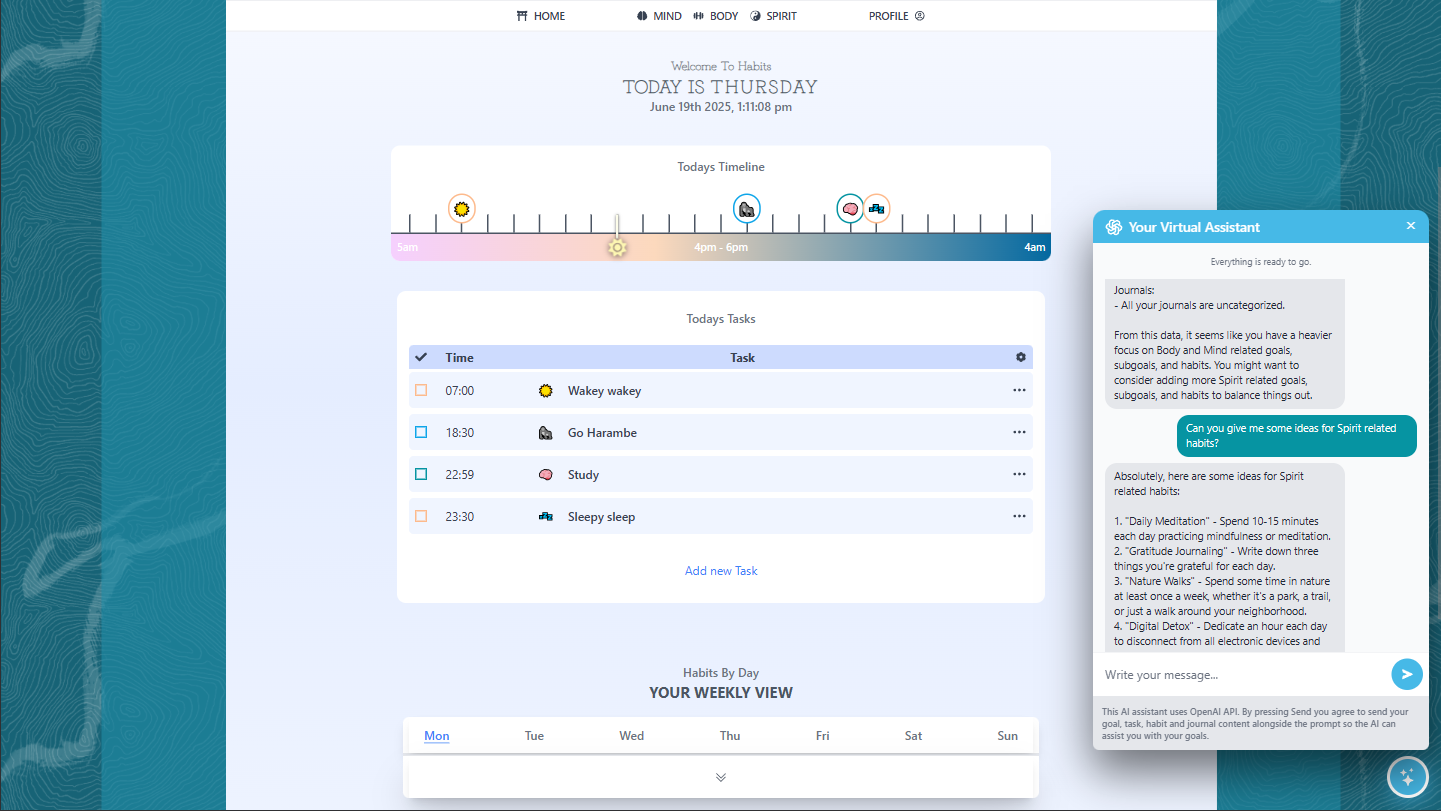 HOME MIND BODY SPIRIT PROFILE
Welcome To Habits
TODAY IS THURSDAY
June 19th 2025, 1:11:08 pm
Todays Timeline
5am 4pm - 6pm 4am
Todays Tasks
Time Task
07:00 Wakey wakey
18:30 Go Harambe
22:59 Study
23:30 Sleepy sleep
Add new Task
Habits By Day
YOUR WEEKLY VIEW
Mon Tue Wed Thu Fri Sat Sun
Your Virtual Assistant
Everything is ready to go.
Journals:
- All your journals are uncategorized.
From this data, it seems like you have a heavier
focus on Body and Mind related goals,
subgoals, and habits. You might want to
consider adding more Spirit related goals,
subgoals, and habits to balance things out.
Can you give me some ideas for Spirit related
habits?
Absolutely, here are some ideas for Spirit
related habits:
1. "Daily Meditation" - Spend 10-15 minutes
each day practicing mindfulness or meditation.
2. "Gratitude Journaling" - Write down three
things you're grateful for each day.
3. "Nature Walks" - Spend some time in nature
at least once a week, whether it's a park, a trail,
or just a walk around your neighborhood.
4. "Digital Detox" - Dedicate an hour each day
to disconnect from all electronic devices and
Write your message...
This AI assistant uses OpenAI API. By pressing Send you agree to send your
goal, task, habit and journal content alongside the prompt so the AI can
assist you with your goals.